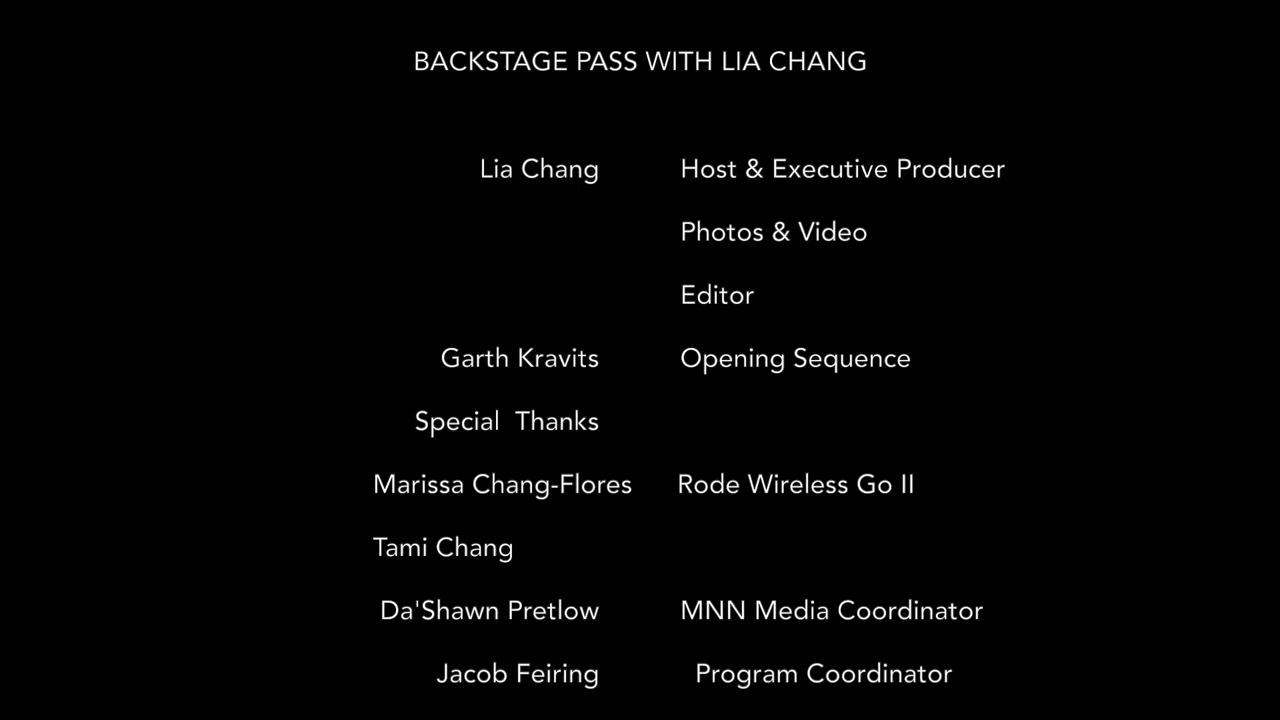 BACKSTAGE PASS WITH LIA CHANG
Lia Chang Host & Executive Producer
Photos & Video
Editor
Garth Kravits Opening Sequence
Special Thanks
Marissa Chang-Flores Rode Wireless Go II
Tami Chang
Da'Shawn Pretlow MNN Media Coordinator
Jacob Feiring Program Coordinator